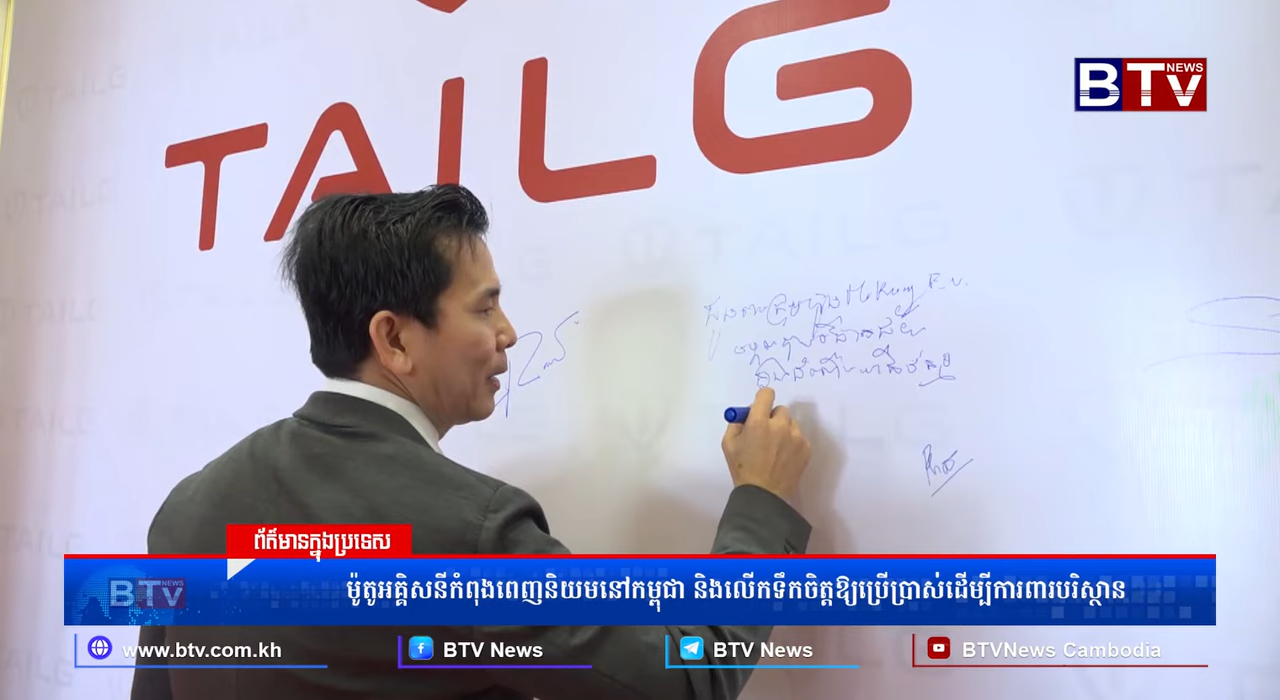 TAILG
BTV NEWS
ព័ត៌មានក្នុងប្រទេស
ម៉ូតូអគ្គិសនីកំពុងពេញនិយមនៅកម្ពុជា និងលើកទឹកចិត្តឱ្យប្រើប្រាស់ដើម្បីការពារបរិស្ថាន
BTV NEWS
www.btv.com.kh
BTV News
BTV News
BTVNews Cambodia